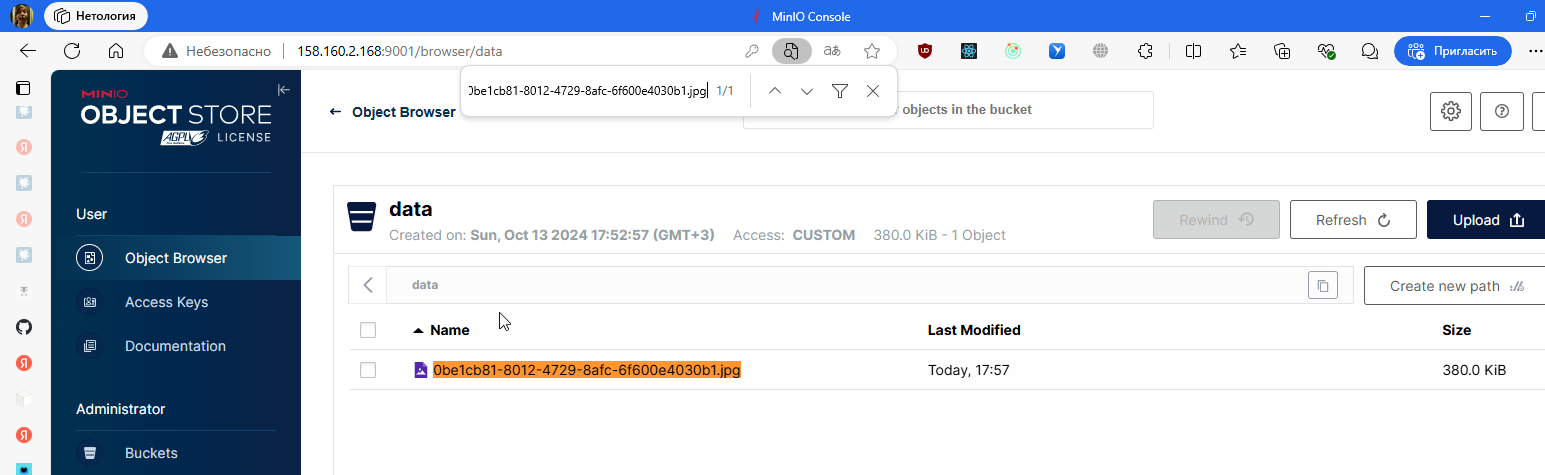 Нетология
MinIO Console
Небезопасно
158.160.2.168:9001/browser/data
аあ
Пригласить
0be1cb81-8012-4729-8afc-6f600e4030b1.jpg 1/1
MINIO
OBJECT STORE
AGPL V3 LICENSE
Object Browser
objects in the bucket
User
Object Browser
Access Keys
Documentation
Administrator
Buckets
data
Created on: Sun, Oct 13 2024 17:52:57 (GMT+3) Access: CUSTOM 380.0 KiB - 1 Object
Rewind
Refresh
Upload
data
Create new path
Name Last Modified Size
0be1cb81-8012-4729-8afc-6f600e4030b1.jpg Today, 17:57 380.0 KiB